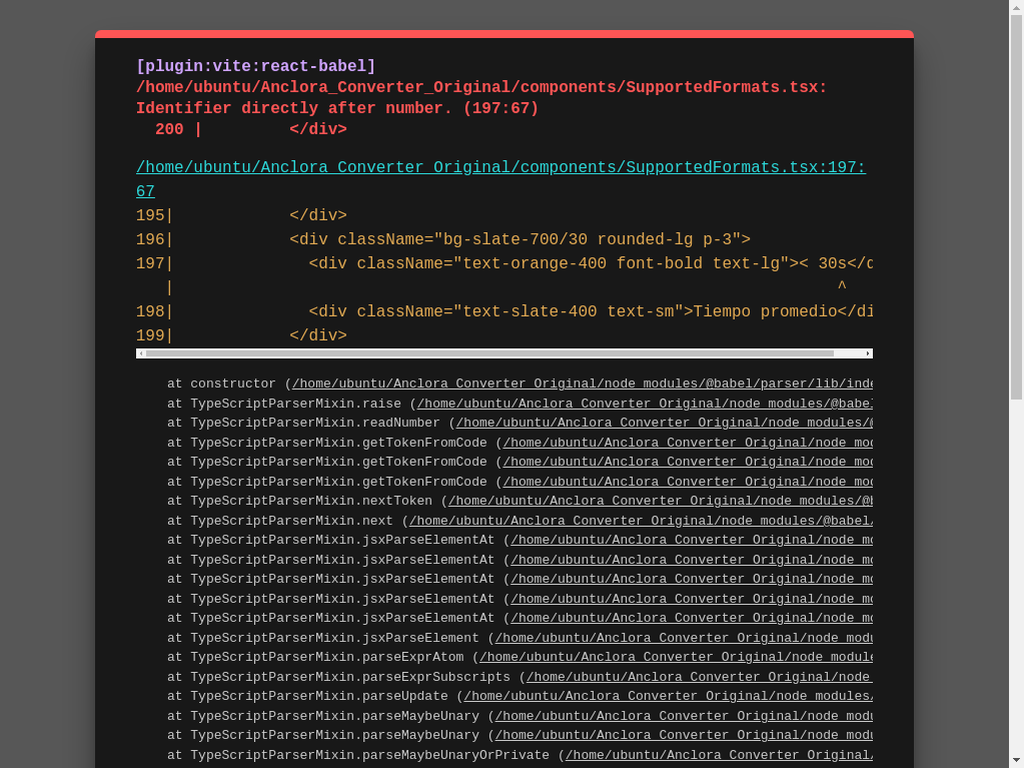 [plugin:vite:react-babel]
/home/ubuntu/Anclora_Converter_Original/components/SupportedFormats.tsx:
Identifier directly after number. (197:67)
  200 |         </div>
/home/ubuntu/Anclora_Converter_Original/components/SupportedFormats.tsx:197:
67
195|            </div>
196|            <div className="bg-slate-700/30 rounded-lg p-3">
197|              <div className="text-orange-400 font-bold text-lg">< 30s</d
   |                                                                     ^
198|              <div className="text-slate-400 text-sm">Tiempo promedio</di
199|            </div>
    at constructor (/home/ubuntu/Anclora_Converter_Original/node_modules/@babel/parser/lib/inde
    at TypeScriptParserMixin.raise (/home/ubuntu/Anclora_Converter_Original/node_modules/@babe
    at TypeScriptParserMixin.readNumber (/home/ubuntu/Anclora_Converter_Original/node_modules/@
    at TypeScriptParserMixin.getTokenFromCode (/home/ubuntu/Anclora_Converter_Original/node_mod
    at TypeScriptParserMixin.getTokenFromCode (/home/ubuntu/Anclora_Converter_Original/node_mod
    at TypeScriptParserMixin.getTokenFromCode (/home/ubuntu/Anclora_Converter_Original/node_mod
    at TypeScriptParserMixin.nextToken (/home/ubuntu/Anclora_Converter_Original/node_modules/@b
    at TypeScriptParserMixin.next (/home/ubuntu/Anclora_Converter_Original/node_modules/@babel/
    at TypeScriptParserMixin.jsxParseElementAt (/home/ubuntu/Anclora_Converter_Original/node_mo
    at TypeScriptParserMixin.jsxParseElementAt (/home/ubuntu/Anclora_Converter_Original/node_mo
    at TypeScriptParserMixin.jsxParseElementAt (/home/ubuntu/Anclora_Converter_Original/node_mo
    at TypeScriptParserMixin.jsxParseElementAt (/home/ubuntu/Anclora_Converter_Original/node_mo
    at TypeScriptParserMixin.jsxParseElementAt (/home/ubuntu/Anclora_Converter_Original/node_mo
    at TypeScriptParserMixin.jsxParseElement (/home/ubuntu/Anclora_Converter_Original/node_modu
    at TypeScriptParserMixin.parseExprAtom (/home/ubuntu/Anclora_Converter_Original/node_module
    at TypeScriptParserMixin.parseExprSubscripts (/home/ubuntu/Anclora_Converter_Original/node_
    at TypeScriptParserMixin.parseUpdate (/home/ubuntu/Anclora_Converter_Original/node_modules/
    at TypeScriptParserMixin.parseMaybeUnary (/home/ubuntu/Anclora_Converter_Original/node_modu
    at TypeScriptParserMixin.parseMaybeUnary (/home/ubuntu/Anclora_Converter_Original/node_modu
    at TypeScriptParserMixin.parseMaybeUnaryOrPrivate (/home/ubuntu/Anclora_Converter_Original/